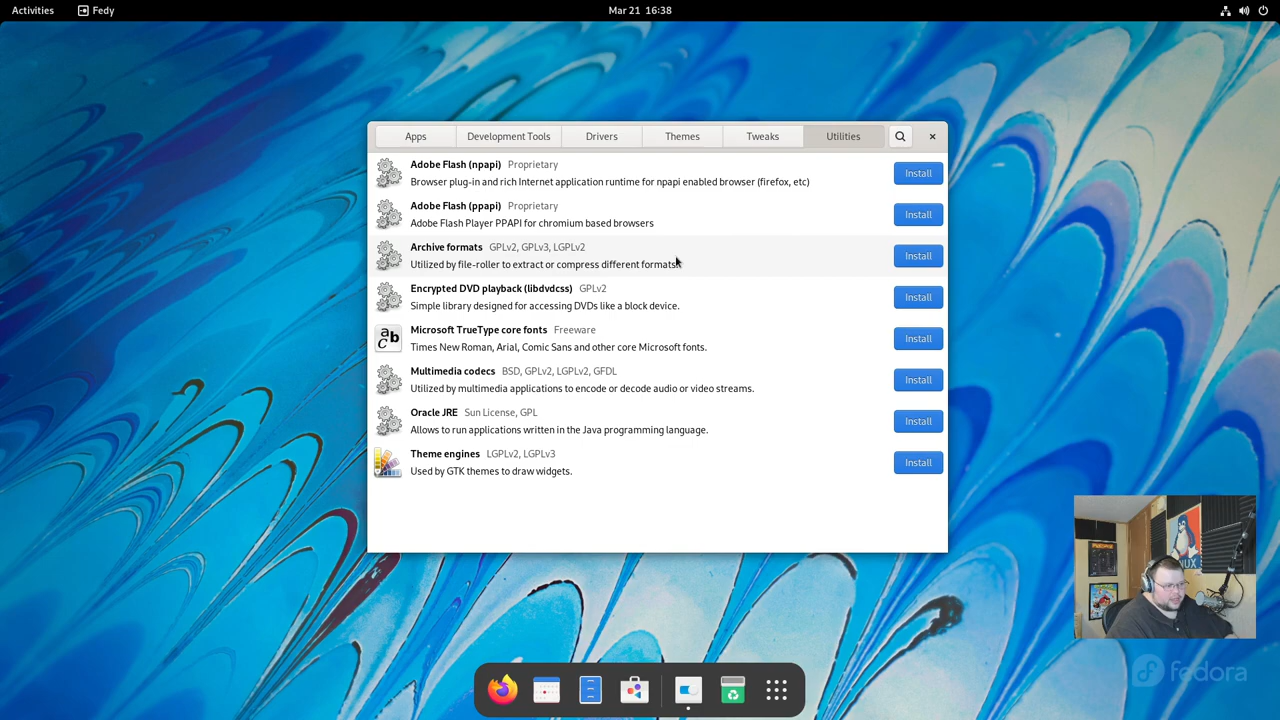 Activities
Fedy
Mar 21 16:38
Apps
Development Tools
Drivers
Themes
Tweaks
Utilities
Adobe Flash (npapi) Proprietary
Browser plug-in and rich Internet application runtime for npapi enabled browser (firefox, etc)
Install
Adobe Flash (ppapi) Proprietary
Adobe Flash Player PPAPI for chromium based browsers
Install
Archive formats GPLv2, GPLv3, LGPLv2
Utilized by file-roller to extract or compress different formats.
Install
Encrypted DVD playback (libdvdcss) GPLv2
Simple library designed for accessing DVDs like a block device.
Install
Microsoft TrueType core fonts Freeware
Times New Roman, Arial, Comic Sans and other core Microsoft fonts.
Install
Multimedia codecs BSD, GPLv2, LGPLv2, GFDL
Utilized by multimedia applications to encode or decode audio or video streams.
Install
Oracle JRE Sun License, GPL
Allows to run applications written in the Java programming language.
Install
Theme engines LGPLv2, LGPLv3
Used by GTK themes to draw widgets.
Install
fedora